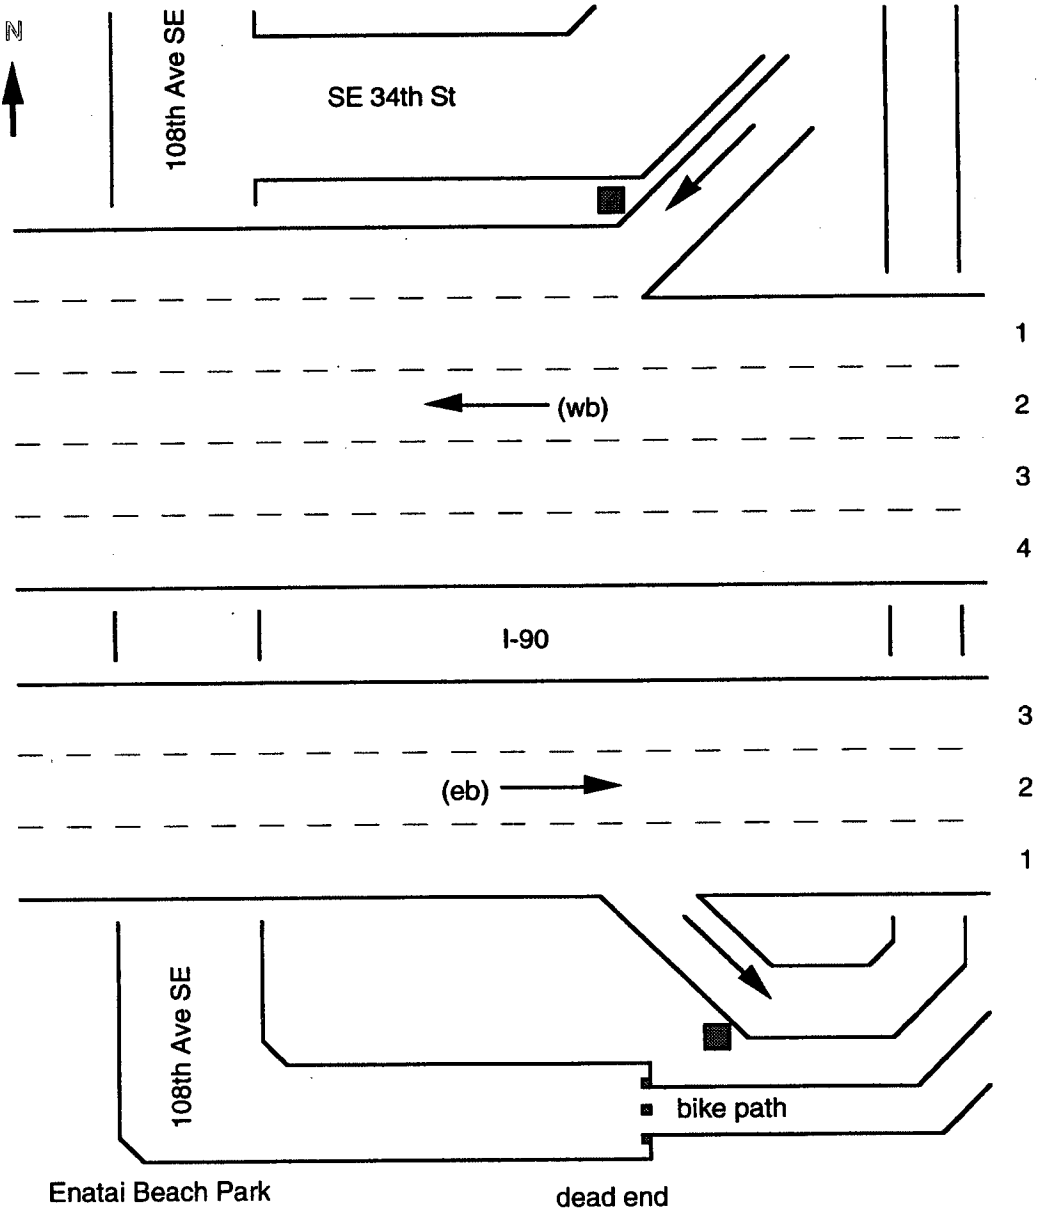 N
108th Ave SE
SE 34th St
1
(wb)
2
3
4
I-90
3
(eb)
2
1
108th Ave SE
bike path
Enatai Beach Park
dead end